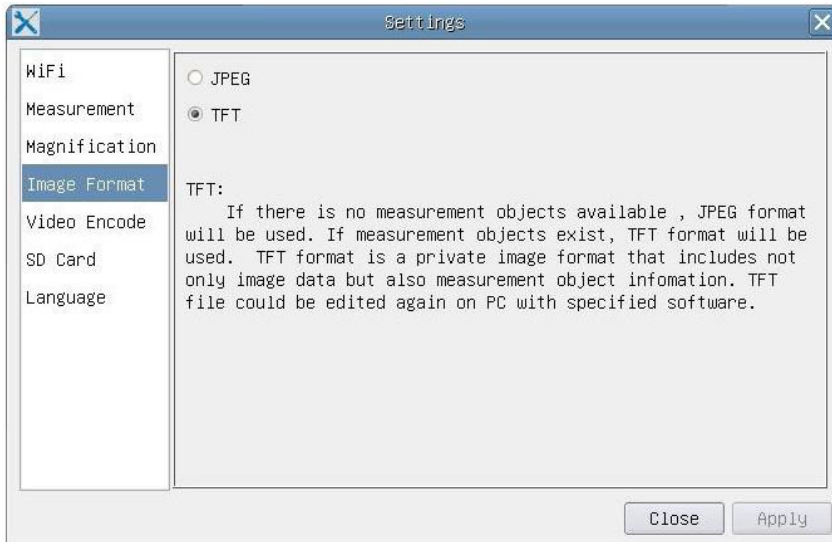 Settings
WiFi
Measurement
Magnification
Image Format
Video Encode
SD Card
Language
JPEG
TFT
TFT:
If there is no measurement objects available , JPEG format
will be used. If measurement objects exist, TFT format will be
used. TFT format is a private image format that includes not
only image data but also measurement object infomation. TFT
file could be edited again on PC with specified software.
Close
Apply